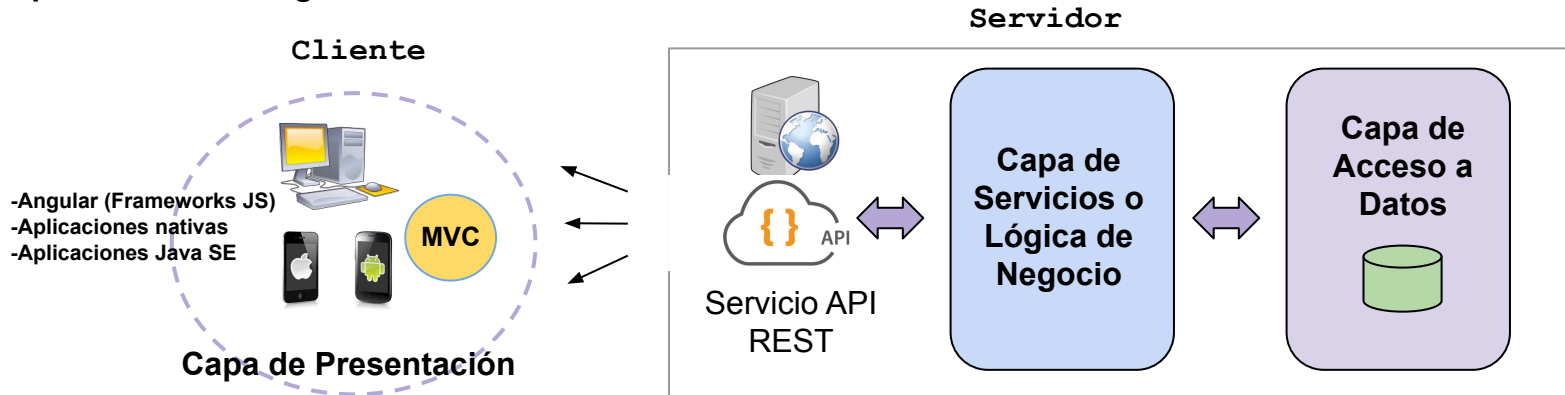 Servidor
Cliente
-Angular (Frameworks JS)
-Aplicaciones nativas
-Aplicaciones Java SE
MVC
Capa de Presentación
{ } API
Servicio API
REST
Capa de
Servicios o
Lógica de
Negocio
Capa de
Acceso a
Datos